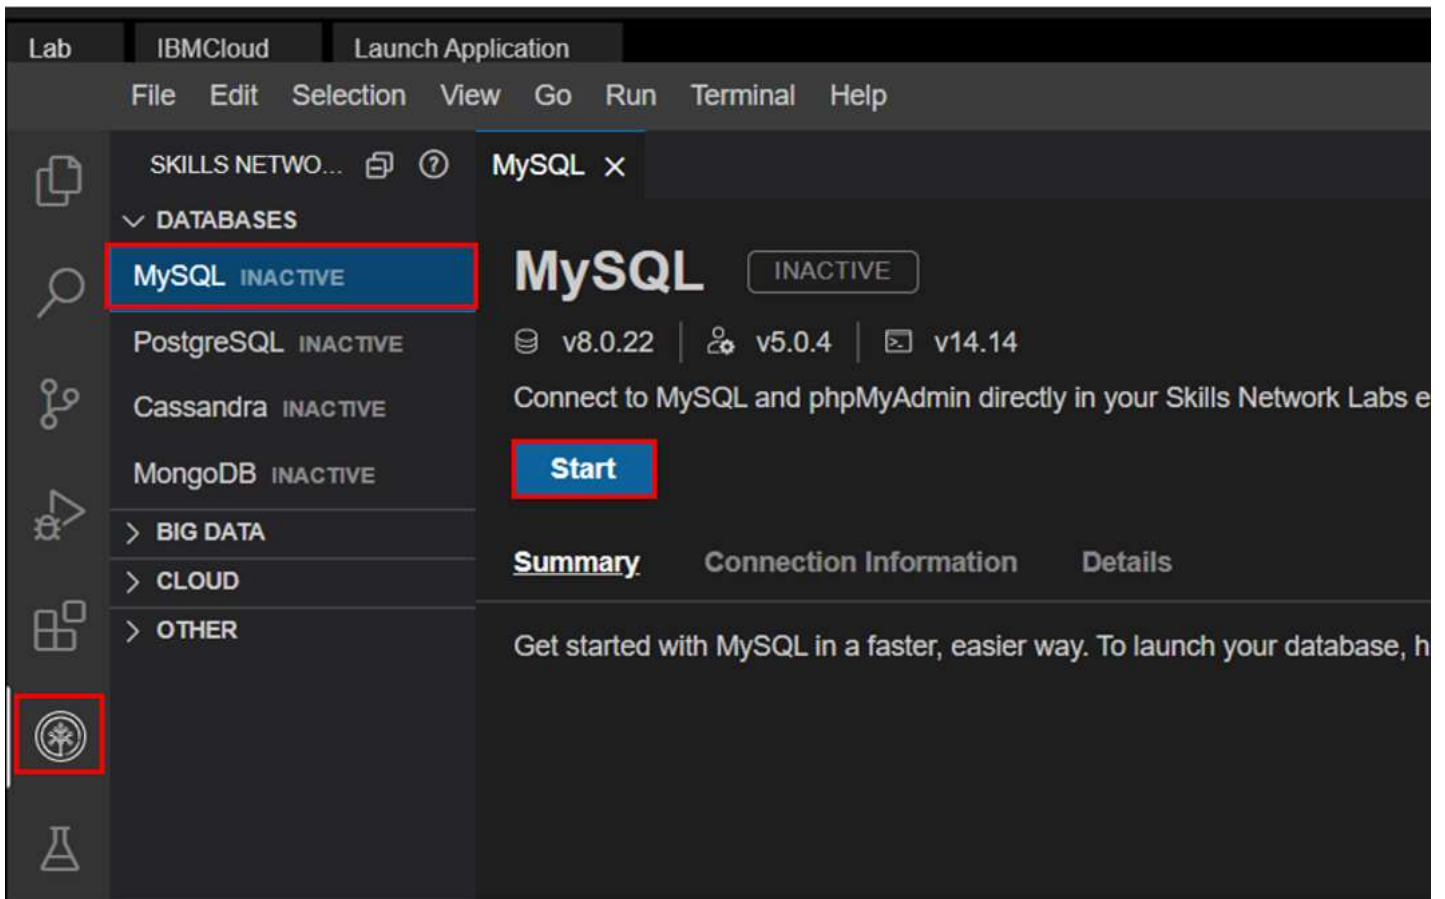 Lab IBMCloud Launch Application
File Edit Selection View Go Run Terminal Help
SKILLS NETWO... MySQL
DATABASES
MySQL INACTIVE
PostgreSQL INACTIVE
Cassandra INACTIVE
MongoDB INACTIVE
BIG DATA
CLOUD
OTHER
MySQL INACTIVE
v8.0.22 v5.0.4 v14.14
Connect to MySQL and phpMyAdmin directly in your Skills Network Labs e
Start
Summary Connection Information Details
Get started with MySQL in a faster, easier way. To launch your database, h